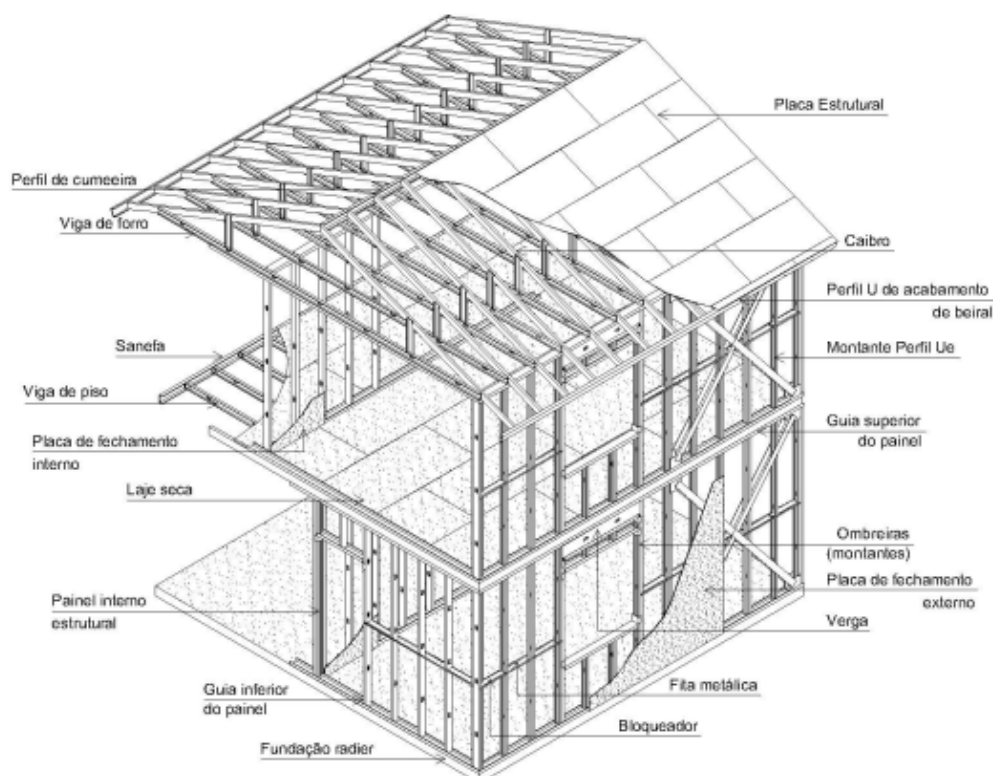 Placa Estrutural
Perfil de cumeeira
Viga de forro
Caibro
Perfil U de acabamento
de beiral
Sanefa
Montante Perfil Ue
Viga de piso
Guia superior
do painel
Placa de fechamento
interno
Laje seca
Ombreiras
(montantes)
Placa de fechamento
externo
Painel interno
estrutural
Verga
Guia inferior
do painel
Fita metálica
Bloqueador
Fundação radier